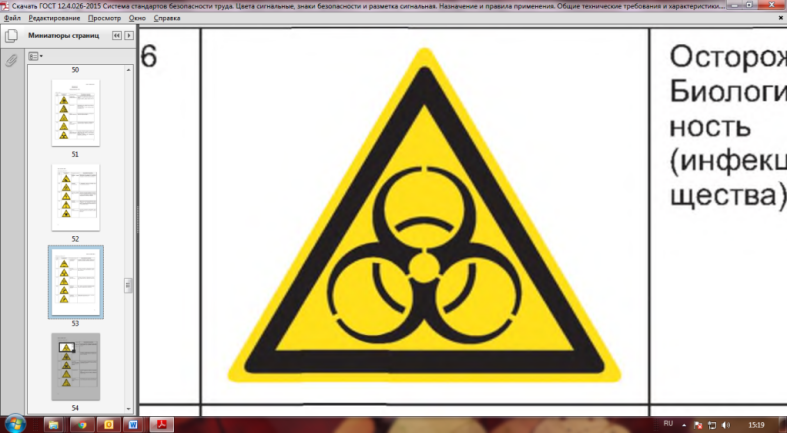 Скачать ГОСТ 12.4.026-2015 Система стандартов безопасности труда. Цвета сигнальные, знаки безопасности и разметка сигнальная. Назначение и правила применения. Общие технические требования и характеристики...
Файл Редактирование Просмотр Окно Справка
Миниатюры страниц
50
51
52
53
54
6
Осторож
Биологи
ность
(инфекц
щества)
RU
15:19